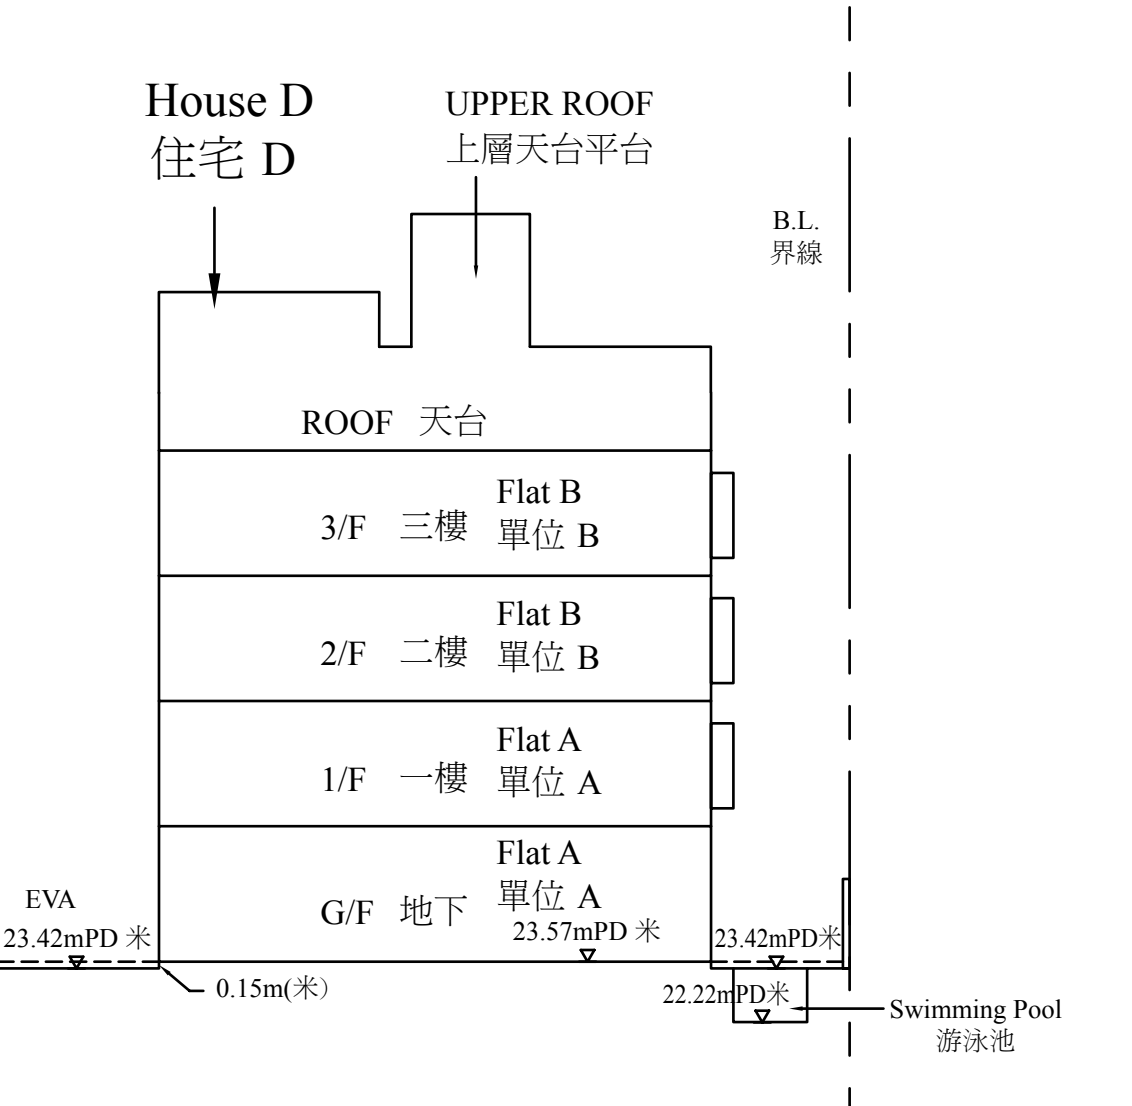 House D
住宅 D
UPPER ROOF
上層天台平台
B.L.
界線
ROOF 天台
Flat B
3/F 三樓 單位 B
Flat B
2/F 二樓 單位 B
Flat A
1/F 一樓 單位 A
Flat A
G/F 地下 單位 A
EVA
23.42mPD 米
23.57mPD 米
23.42mPD米
0.15m(米)
22.22mPD米
Swimming Pool
游泳池